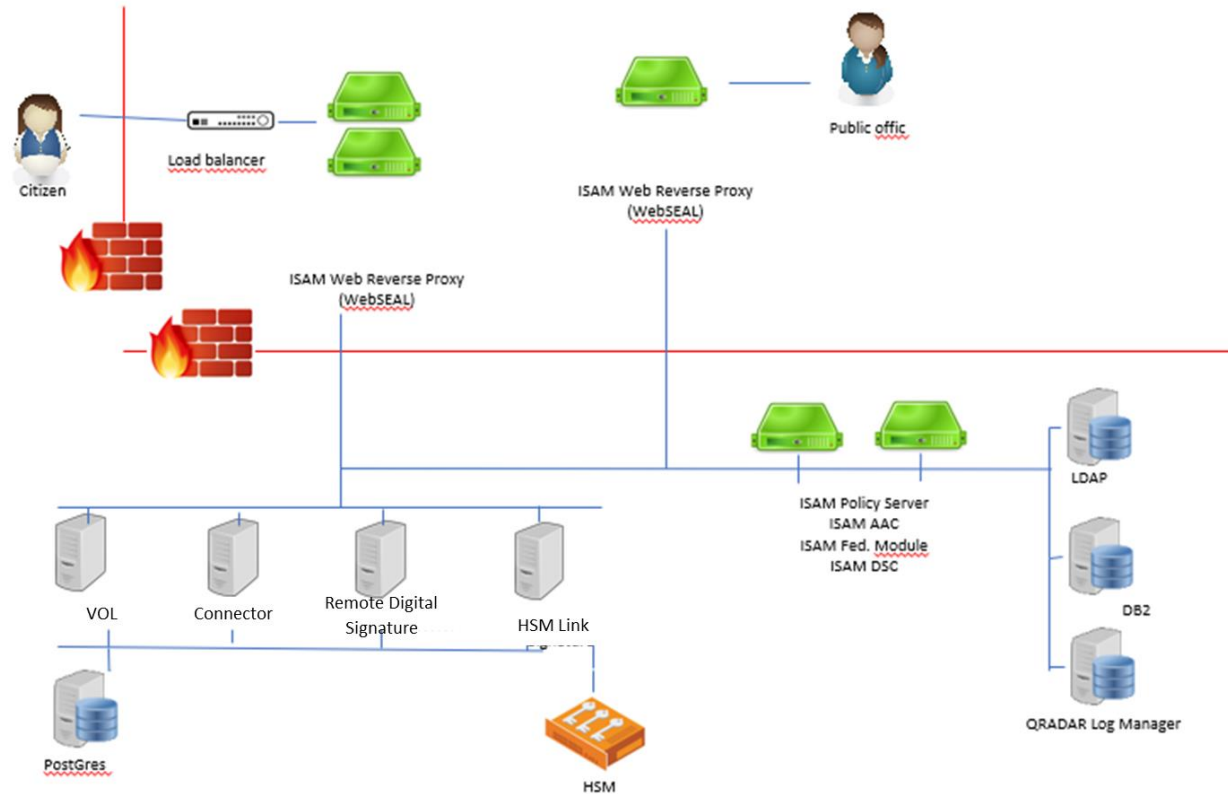 Public offic
Load balancer
Citizen
ISAM Web Reverse Proxy
(WebSEAL)
ISAM Web Reverse Proxy
(WebSEAL)
LDAP
ISAM Policy Server
ISAM AAC
ISAM Fed. Module
ISAM DSC
VOL
Connector
Remote Digital
Signature
HSM Link
DB2
QRADAR Log Manager
PostGres
HSM